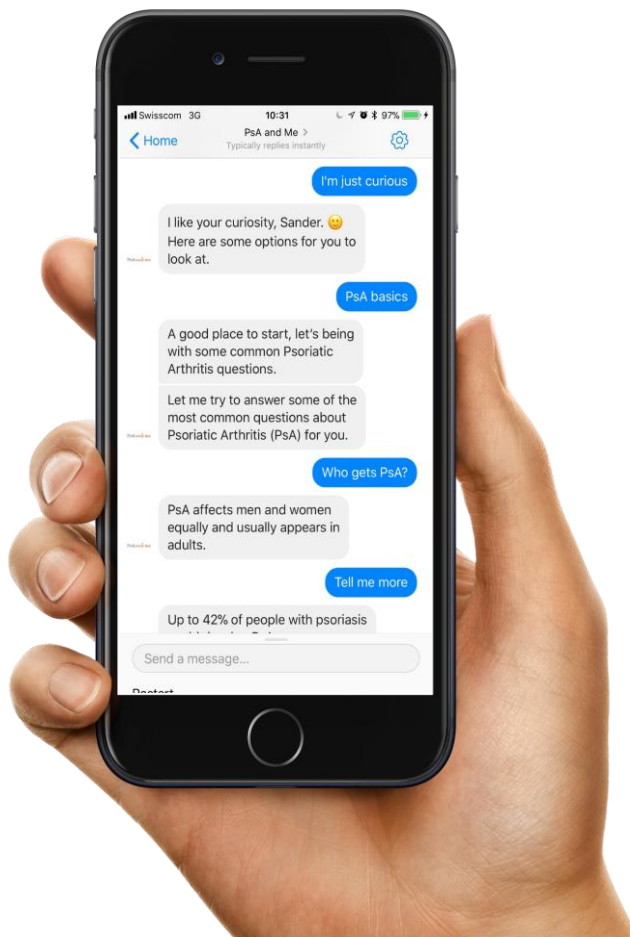 Swisscom 3G 10:31 97%
Home
PsA and Me >
Typically replies instantly
I'm just curious
I like your curiosity, Sander. 🙂
Here are some options for you to
look at.
PsA basics
A good place to start, let's being
with some common Psoriatic
Arthritis questions.
Let me try to answer some of the
most common questions about
Psoriatic Arthritis (PsA) for you.
Who gets PsA?
PsA affects men and women
equally and usually appears in
adults.
Tell me more
Up to 42% of people with psoriasis
Send a message...